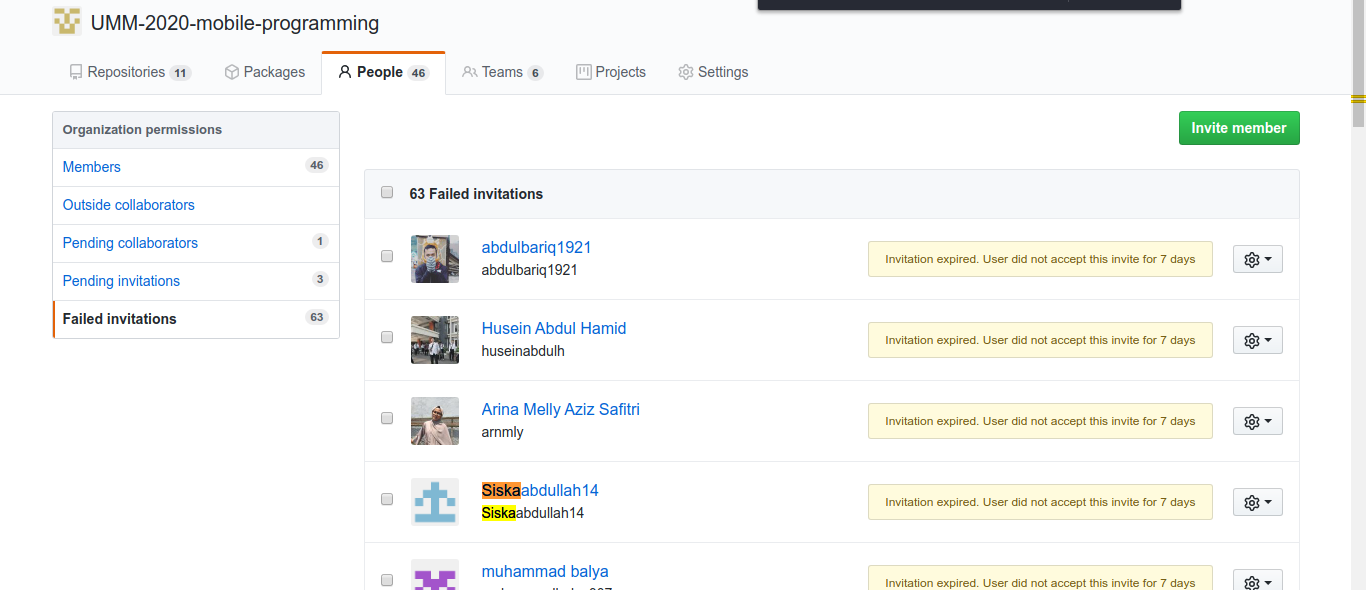 UMM-2020-mobile-programming
Repositories 11 Packages People 46 Teams 6 Projects Settings
Organization permissions
Members 46
Outside collaborators
Pending collaborators 1
Pending invitations 3
Failed invitations 63
Invite member
63 Failed invitations
abdulbariq1921
abdulbariq1921
Invitation expired. User did not accept this invite for 7 days
Husein Abdul Hamid
huseinabdulh
Invitation expired. User did not accept this invite for 7 days
Arina Melly Aziz Safitri
arnmly
Invitation expired. User did not accept this invite for 7 days
Siskaabdullah14
Siskaabdullah14
Invitation expired. User did not accept this invite for 7 days
muhammad balya
Invitation expired. User did not accept this invite for 7 days